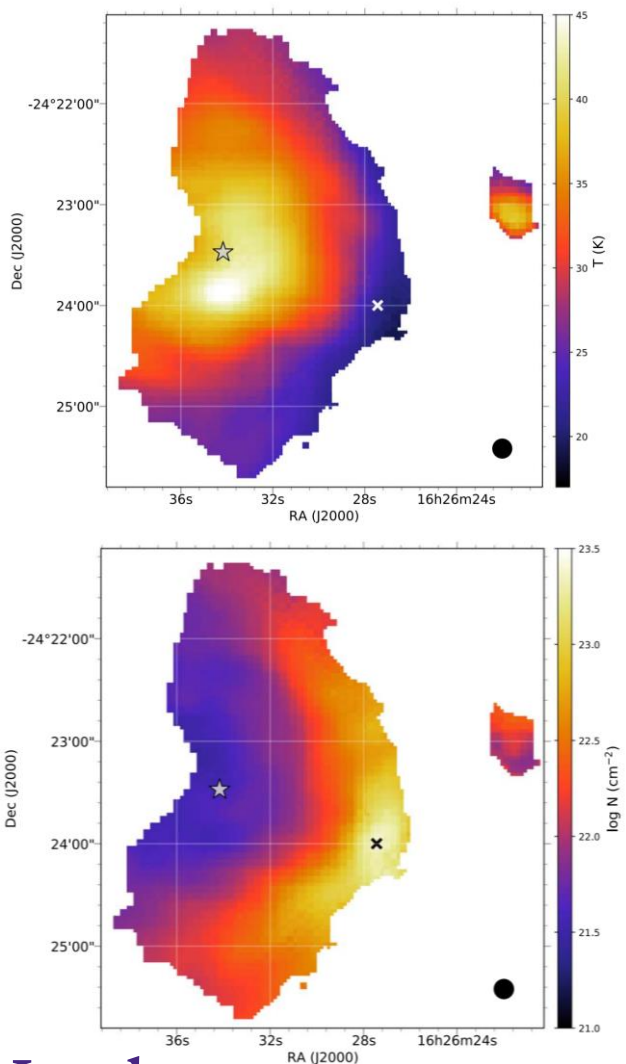 45
-24°22'00"
40
23'00"
35
T (K)
Dec (J2000)
30
24'00"
25
25'00"
20
36s 32s 28s 16h26m24s
RA (J2000)
23.5
-24°22'00"
23.0
23'00"
22.5
log N (cm⁻²)
Dec (J2000)
22.0
24'00"
21.5
25'00"
21.0
36s 32s 28s 16h26m24s
RA (J2000)